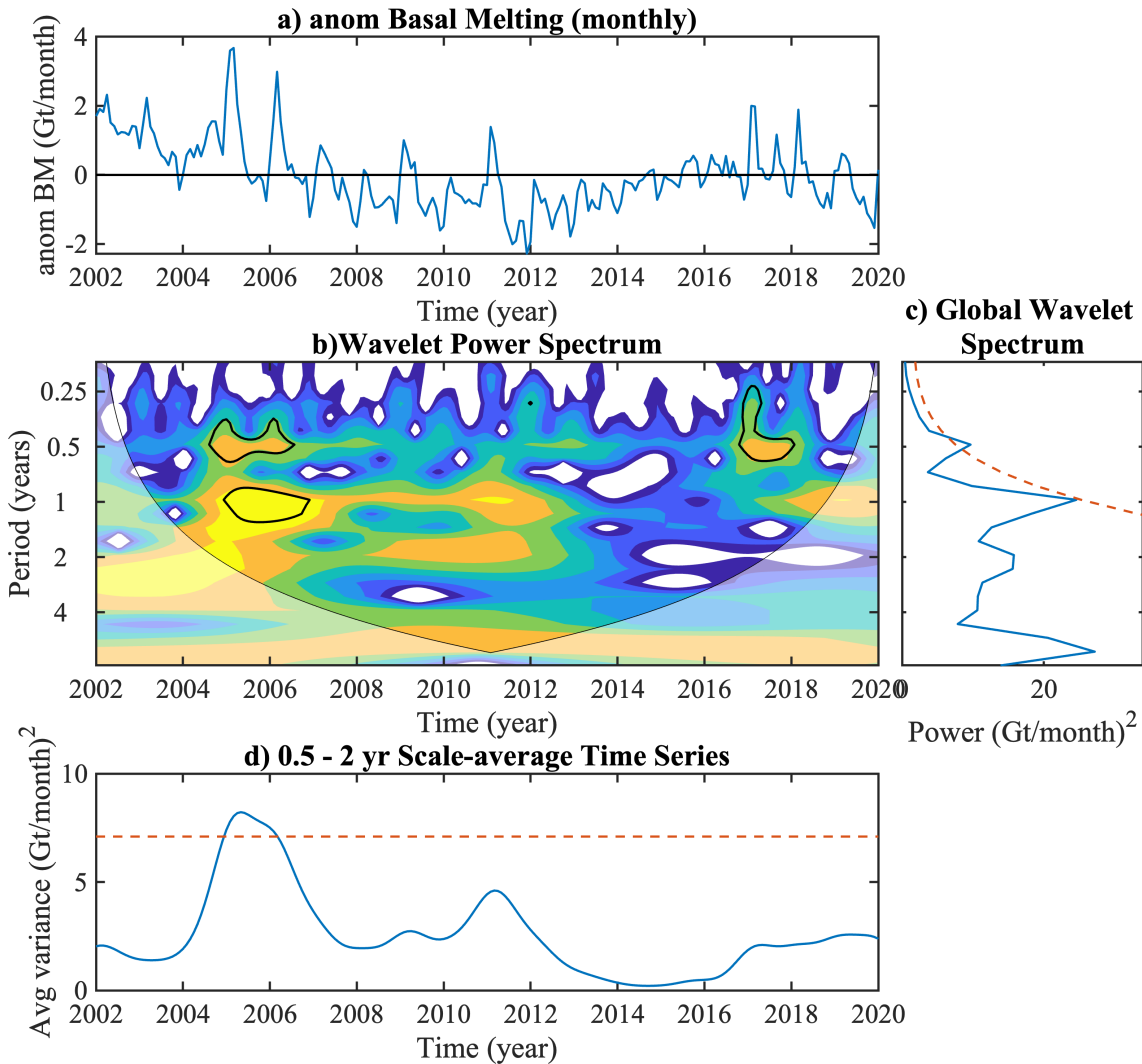 a) anom Basal Melting (monthly)
anom BM (Gt/month)
4
2
0
-2
2002 2004 2006 2008 2010 2012 2014 2016 2018 2020
Time (year)
b)Wavelet Power Spectrum
Period (years)
0.25
0.5
1
2
4
2002 2004 2006 2008 2010 2012 2014 2016 2018 2020
Time (year)
c) Global Wavelet
Spectrum
0 20
Power (Gt/month)2
d) 0.5 - 2 yr Scale-average Time Series
Avg variance (Gt/month)2
10
5
0
2002 2004 2006 2008 2010 2012 2014 2016 2018 2020
Time (year)